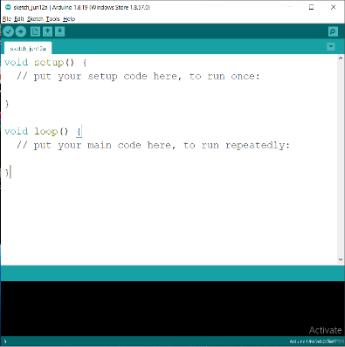 sketch_jun12a | Arduino 1.8.19 (Windows Store 1.8.57.0)
File Edit Sketch Tools Help
sketch_jun12a
void setup() {
// put your setup code here, to run once:
}
void loop() {
// put your main code here, to run repeatedly:
}
Activate